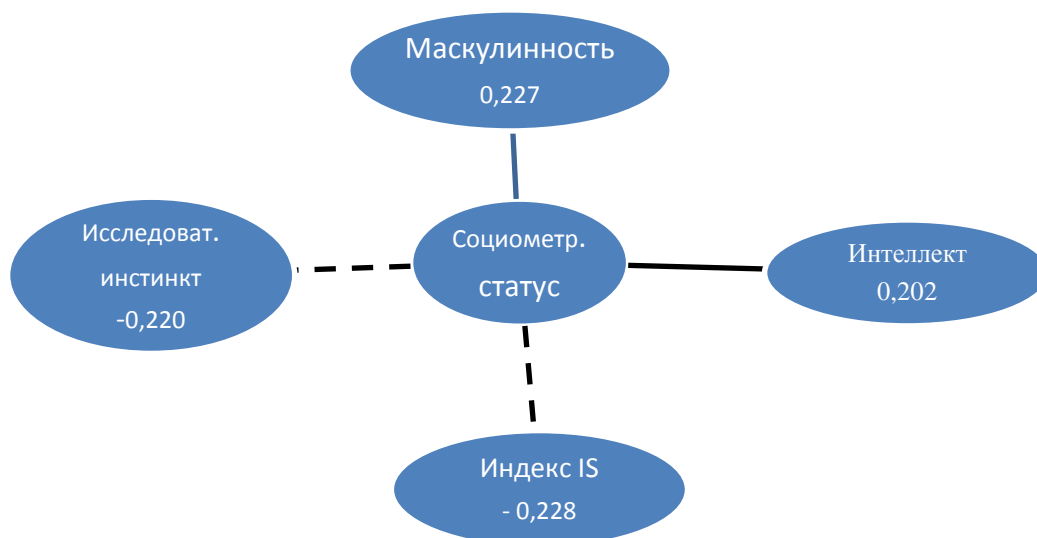 Маскулинность
0,227
Исследоват.
инстинкт
-0,220
Социометр.
статус
Интеллект
0,202
Индекс IS
- 0,228